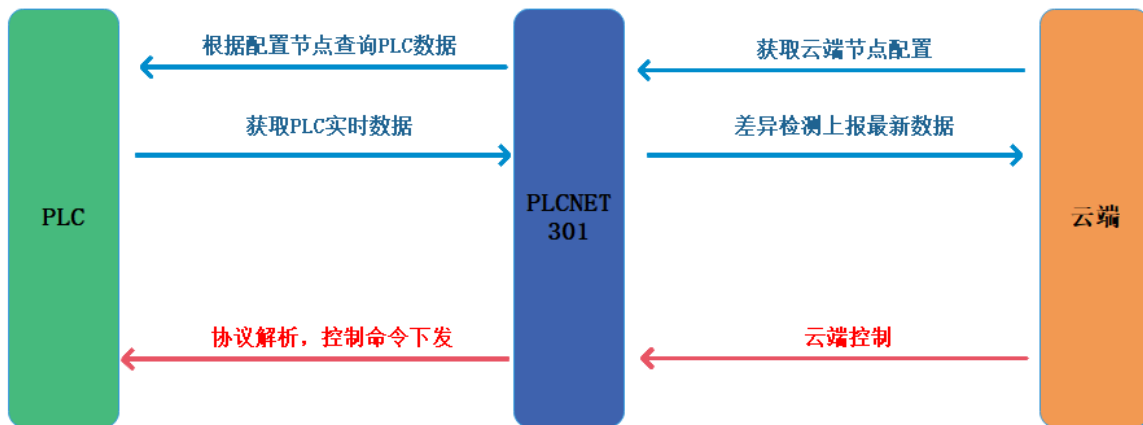 根据配置节点查询PLC数据
获取云端节点配置
获取PLC实时数据
差异检测上报最新数据
PLC
PLCNET
301
云端
协议解析，控制命令下发
云端控制